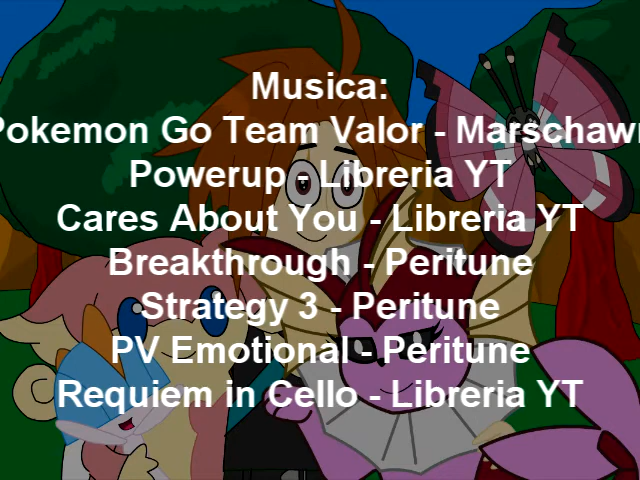 Musica:
Pokemon Go Team Valor - Marschawn
Powerup - Libreria YT
Cares About You - Libreria YT
Breakthrough - Peritune
Strategy 3 - Peritune
PV Emotional - Peritune
Requiem in Cello - Libreria YT